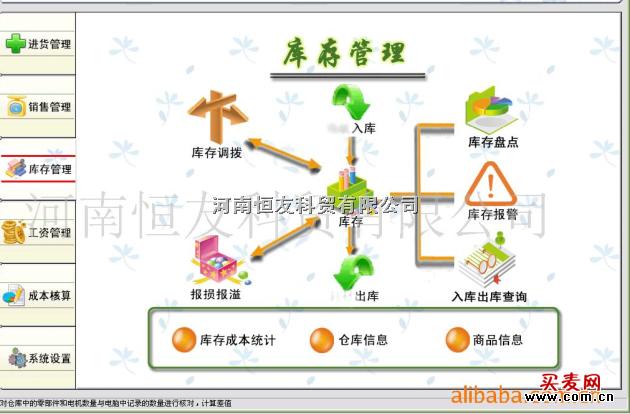 库存管理
进货管理
销售管理
库存管理
工资管理
成本核算
系统设置
入库
库存调拨
库存盘点
河南恒友科贸有限公司
河南恒友科贸有限公司
库存
库存报警
报损报溢
出库
入库出库查询
库存成本统计
仓库信息
商品信息
对仓库中的零部件和电机数量与电脑中记录的数量进行核对，计算差值
买麦网
alibaba.c
www.om.cn